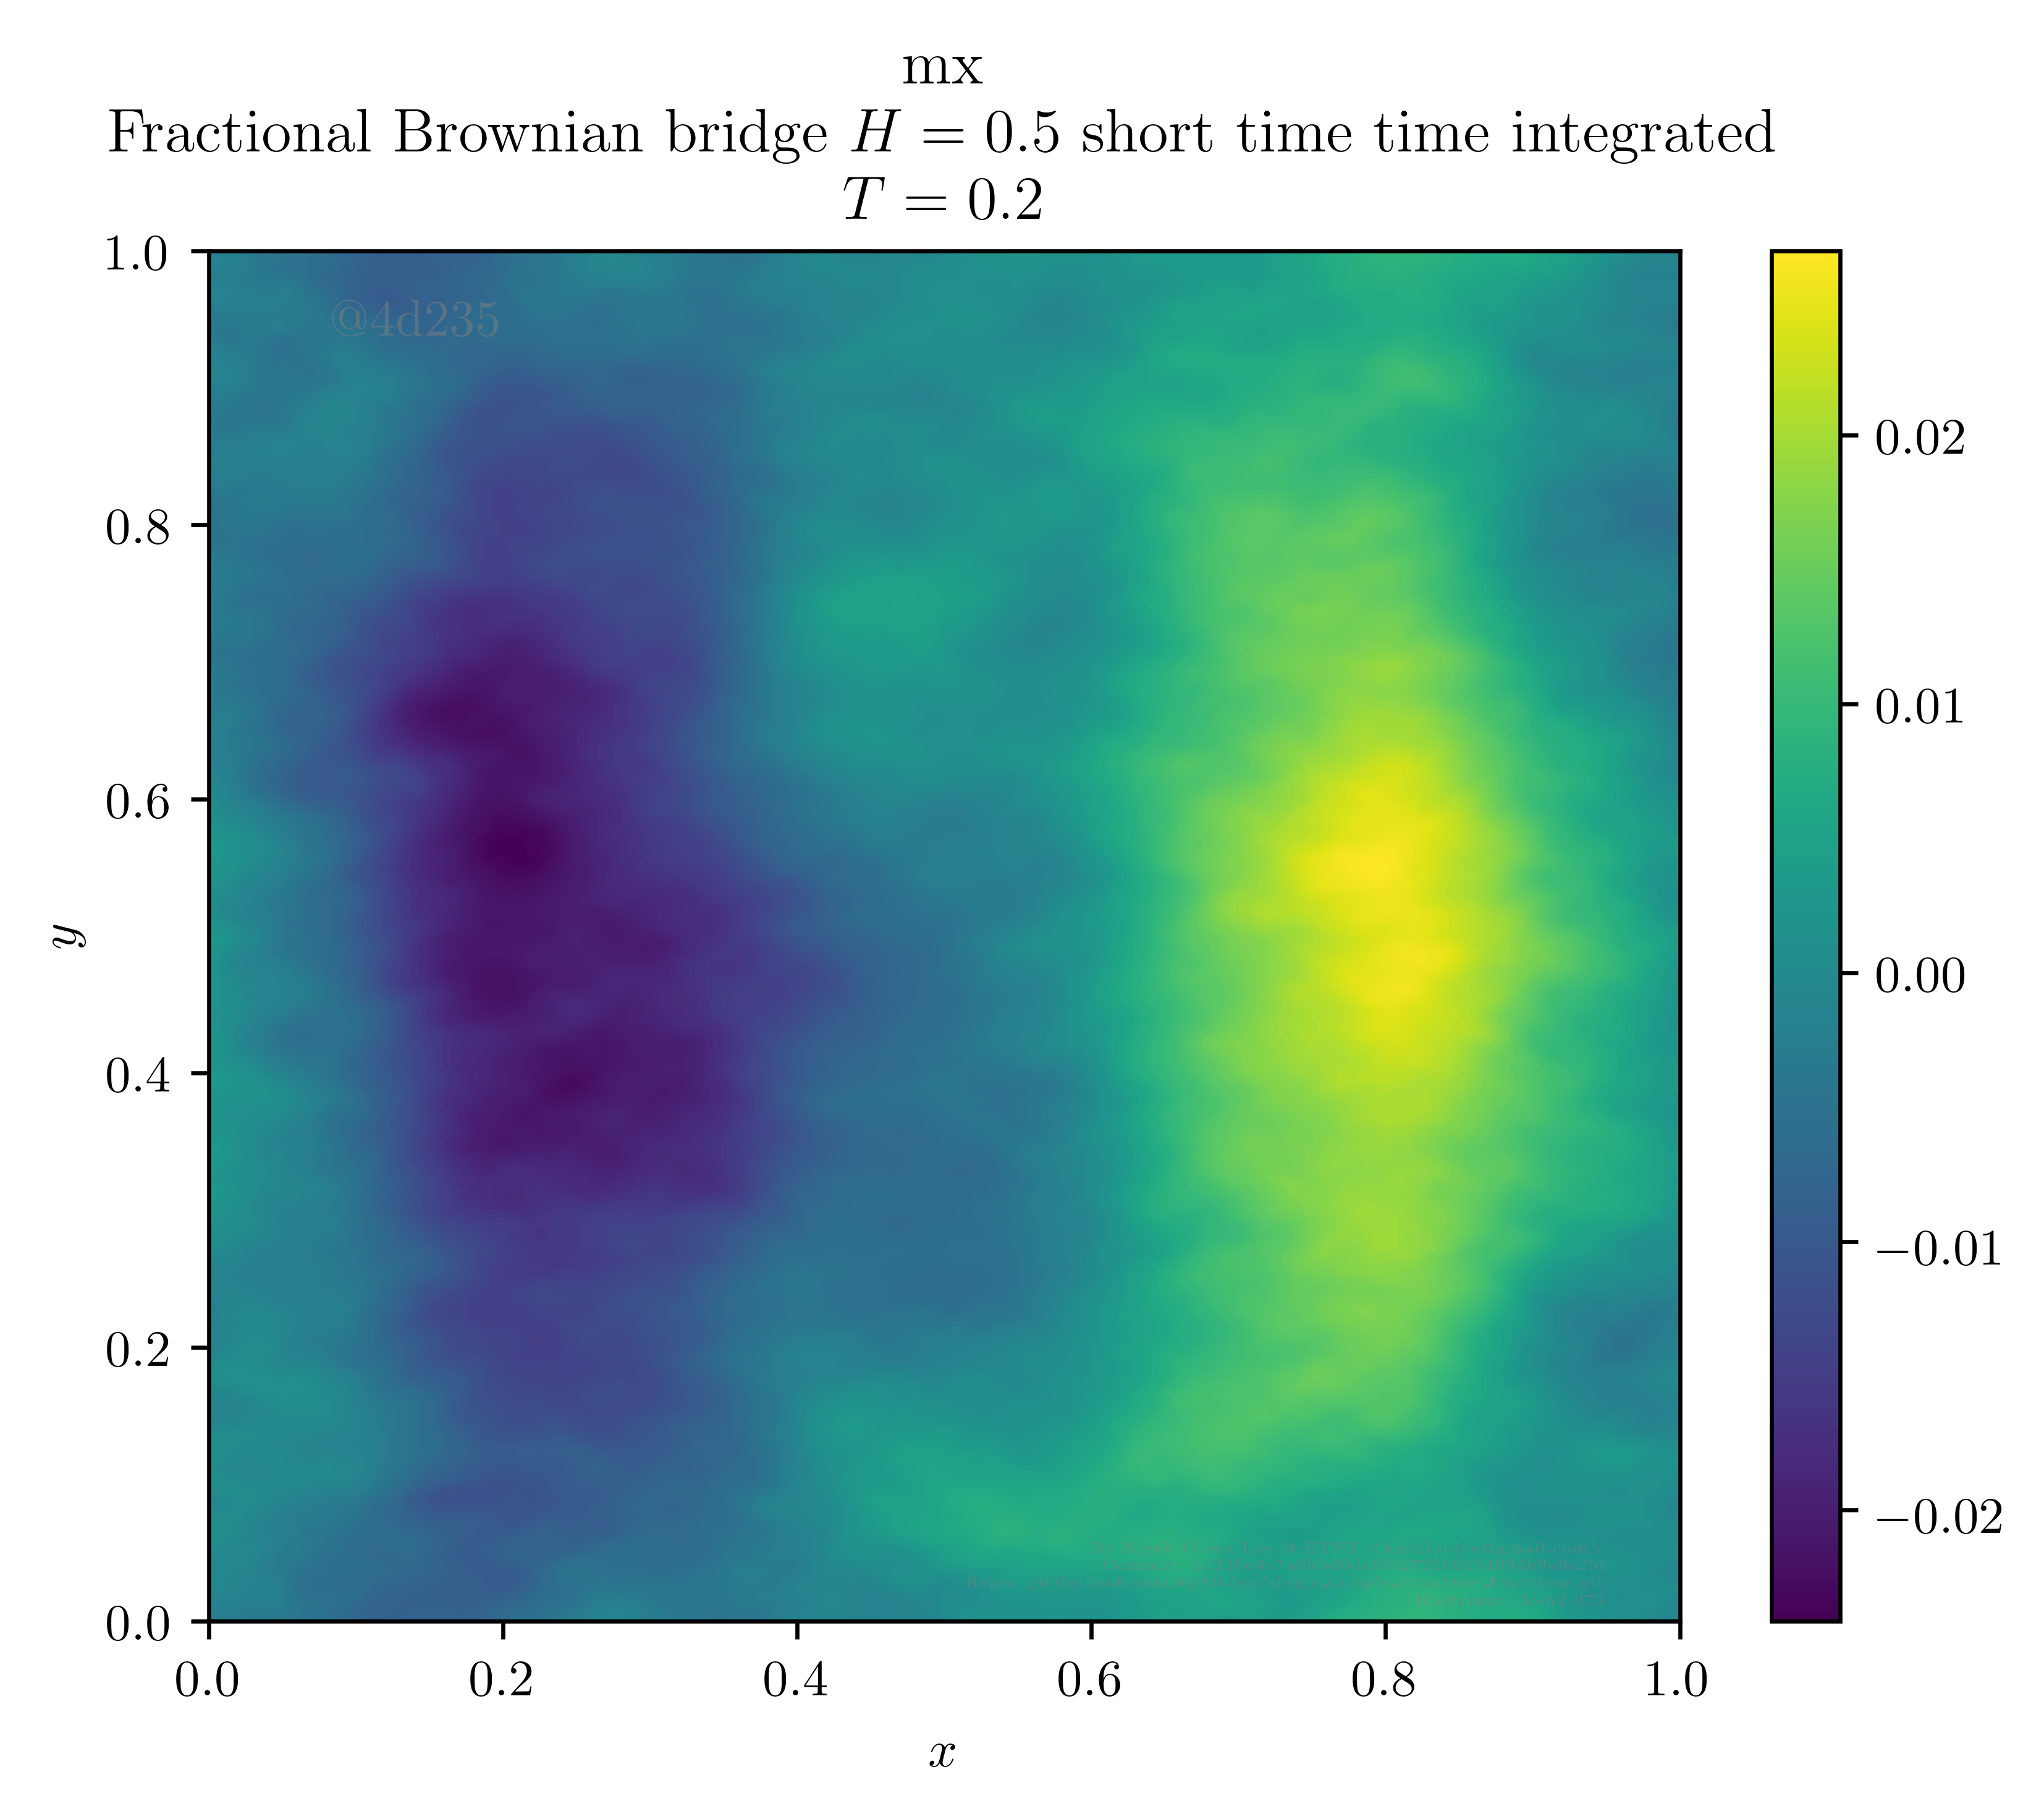 mx
Fractional Brownian bridge H = 0.5 short time time integrated
T = 0.2
1.0
@4d235
0.02
0.8
0.01
0.6
0.00
y
0.4
−0.01
0.2
−0.02
0.0
0.0 0.2 0.4 0.6 0.8 1.0
x